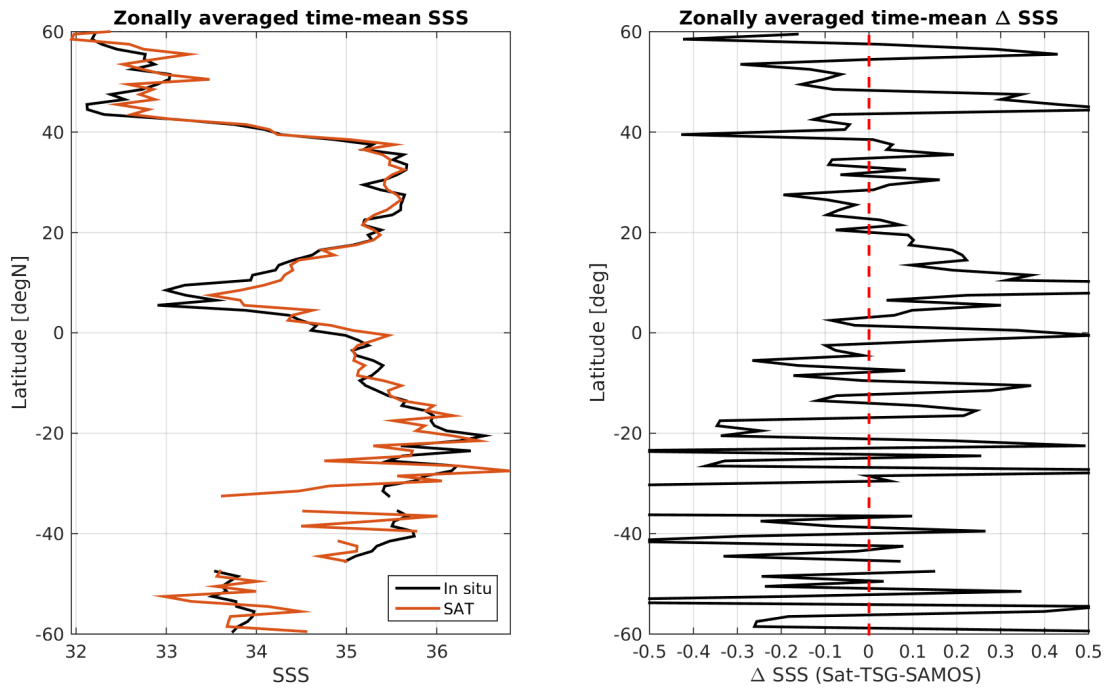 Zonally averaged time-mean SSS
60
40
20
0
-20
-40
-60
Latitude [degN]
32
33
34
35
36
SSS
In situ
SAT
Zonally averaged time-mean Δ SSS
60
40
20
0
-20
-40
-60
Latitude [deg]
-0.5 -0.4 -0.3 -0.2 -0.1 0 0.1 0.2 0.3 0.4 0.5
Δ SSS (Sat-TSG-SAMOS)